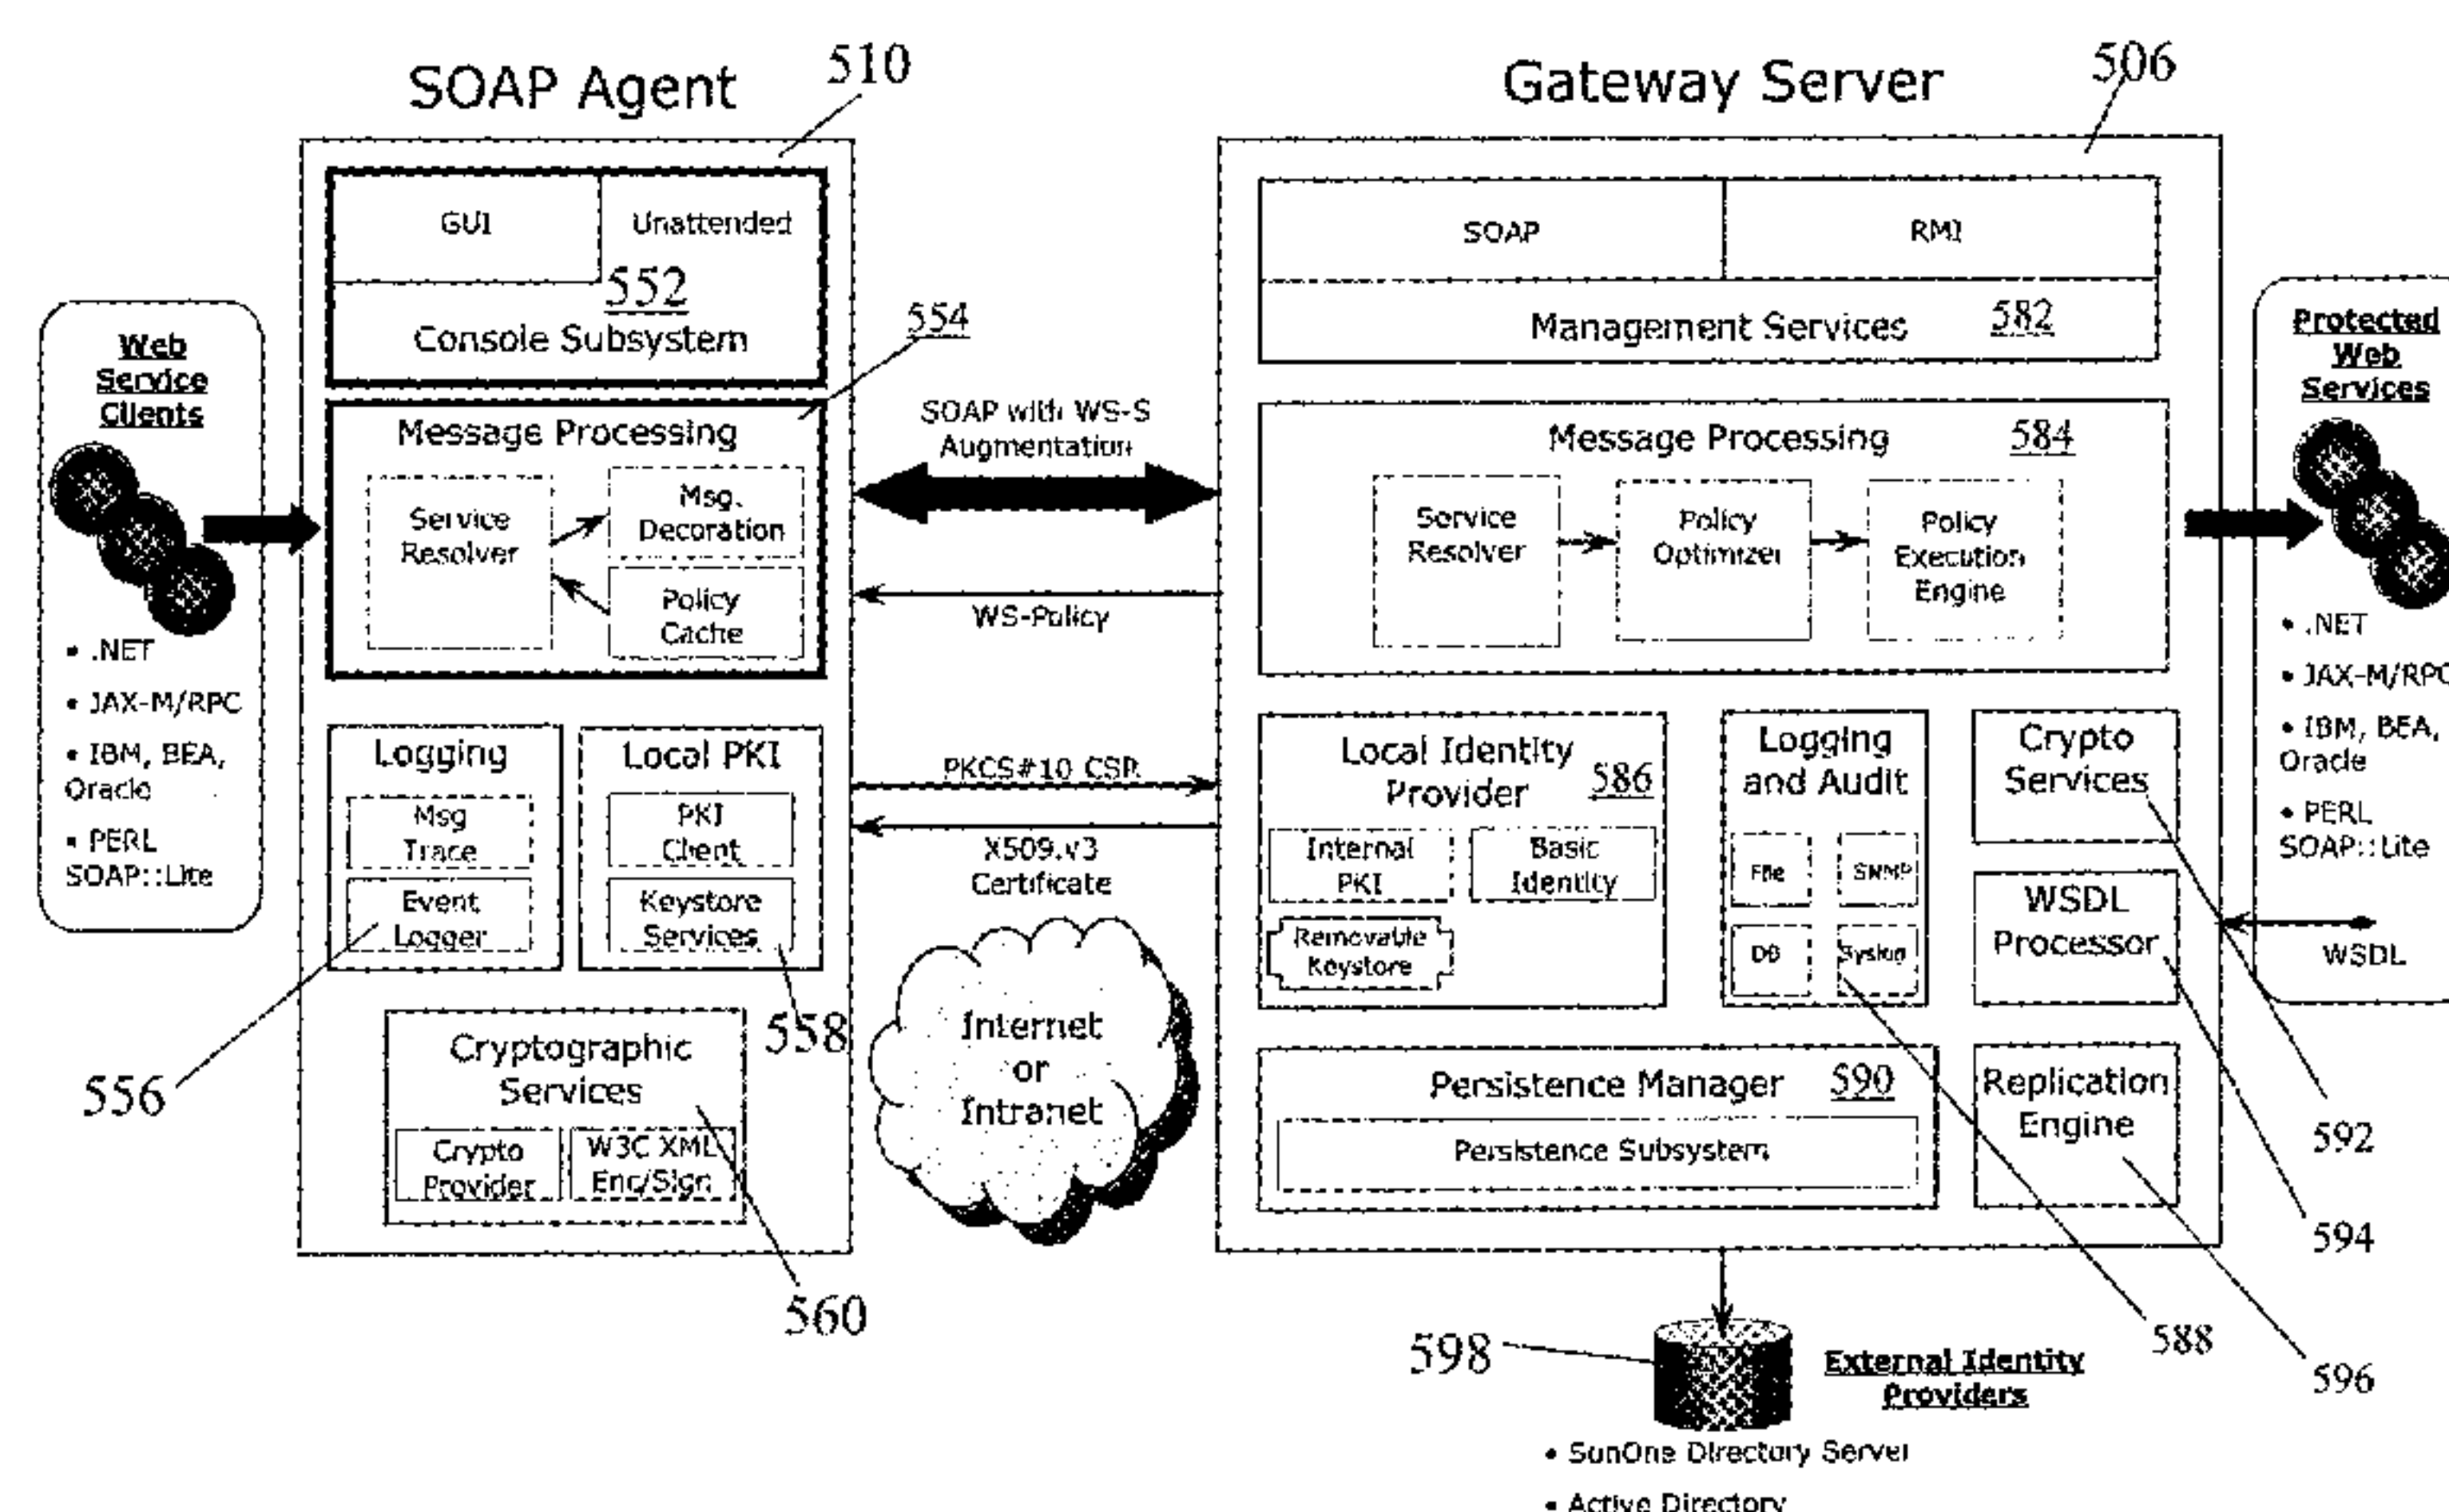 SOAP Agent
510
Gateway Server
506
GUI
Unattended
552
Console Subsystem
SOAP
RMI
Management Services
582
Web
Service
Clients
• .NET
• JAX-M/RPC
• IBM, BEA,
Oracle
• PERL
SOAP::Lite
554
Message Processing
Service
Resolver
Msg.
Decoration
Policy
Cache
SOAP with WS-S
Augmentation
WS-Policy
PKCS#10 CSR
X509.v3
Certificate
Internet
or
Intranet
Message Processing
584
Service
Resolver
Policy
Optimizer
Policy
Execution
Engine
Protected
Web
Services
• .NET
• JAX-M/RPC
• IBM, BEA,
Oracle
• PERL
SOAP::Lite
WSDL
Logging
Msg
Trace
Event
Logger
556
Local PKI
PKI
Client
Keystore
Services
558
Cryptographic
Services
Crypto
Provider
W3C XML
Enc/Sign
560
Local Identity
Provider
586
Internal
PKI
Basic
Identity
Removable
Keystore
Logging
and Audit
File
SNMP
DB
Syslog
Crypto
Services
WSDL
Processor
Persistence Manager
590
Persistence Subsystem
Replication
Engine
592
594
588
596
598
External Identity
Providers
• SunOne Directory Server
• Active Directory